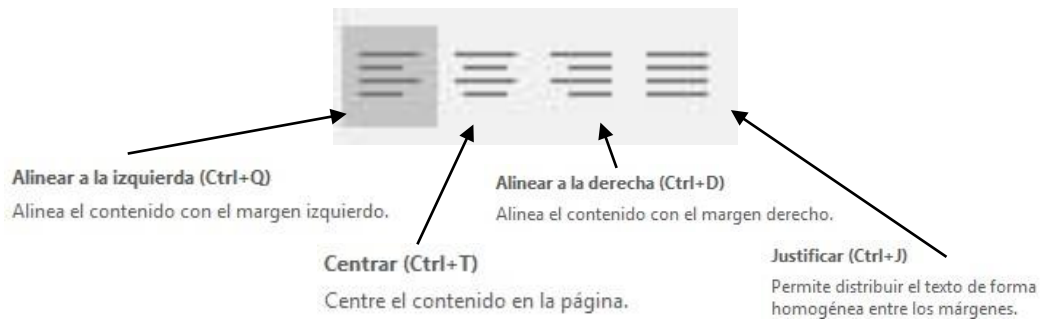 Alinear a la izquierda (Ctrl+Q)
Alinea el contenido con el margen izquierdo.
Centrar (Ctrl+T)
Centre el contenido en la página.
Alinear a la derecha (Ctrl+D)
Alinea el contenido con el margen derecho.
Justificar (Ctrl+J)
Permite distribuir el texto de forma
homogénea entre los márgenes.